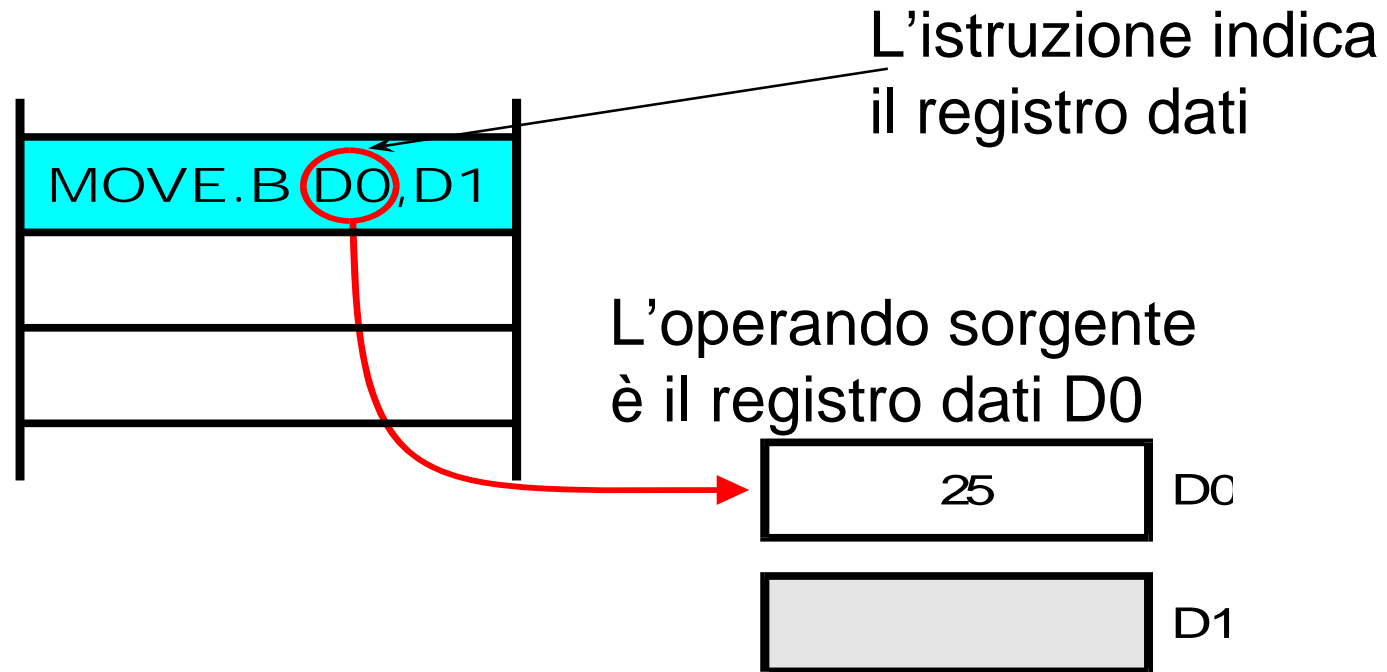 L’istruzione indica
il registro dati
MOVE.B D0,D1
L’operando sorgente
è il registro dati D0
25
D0
D1